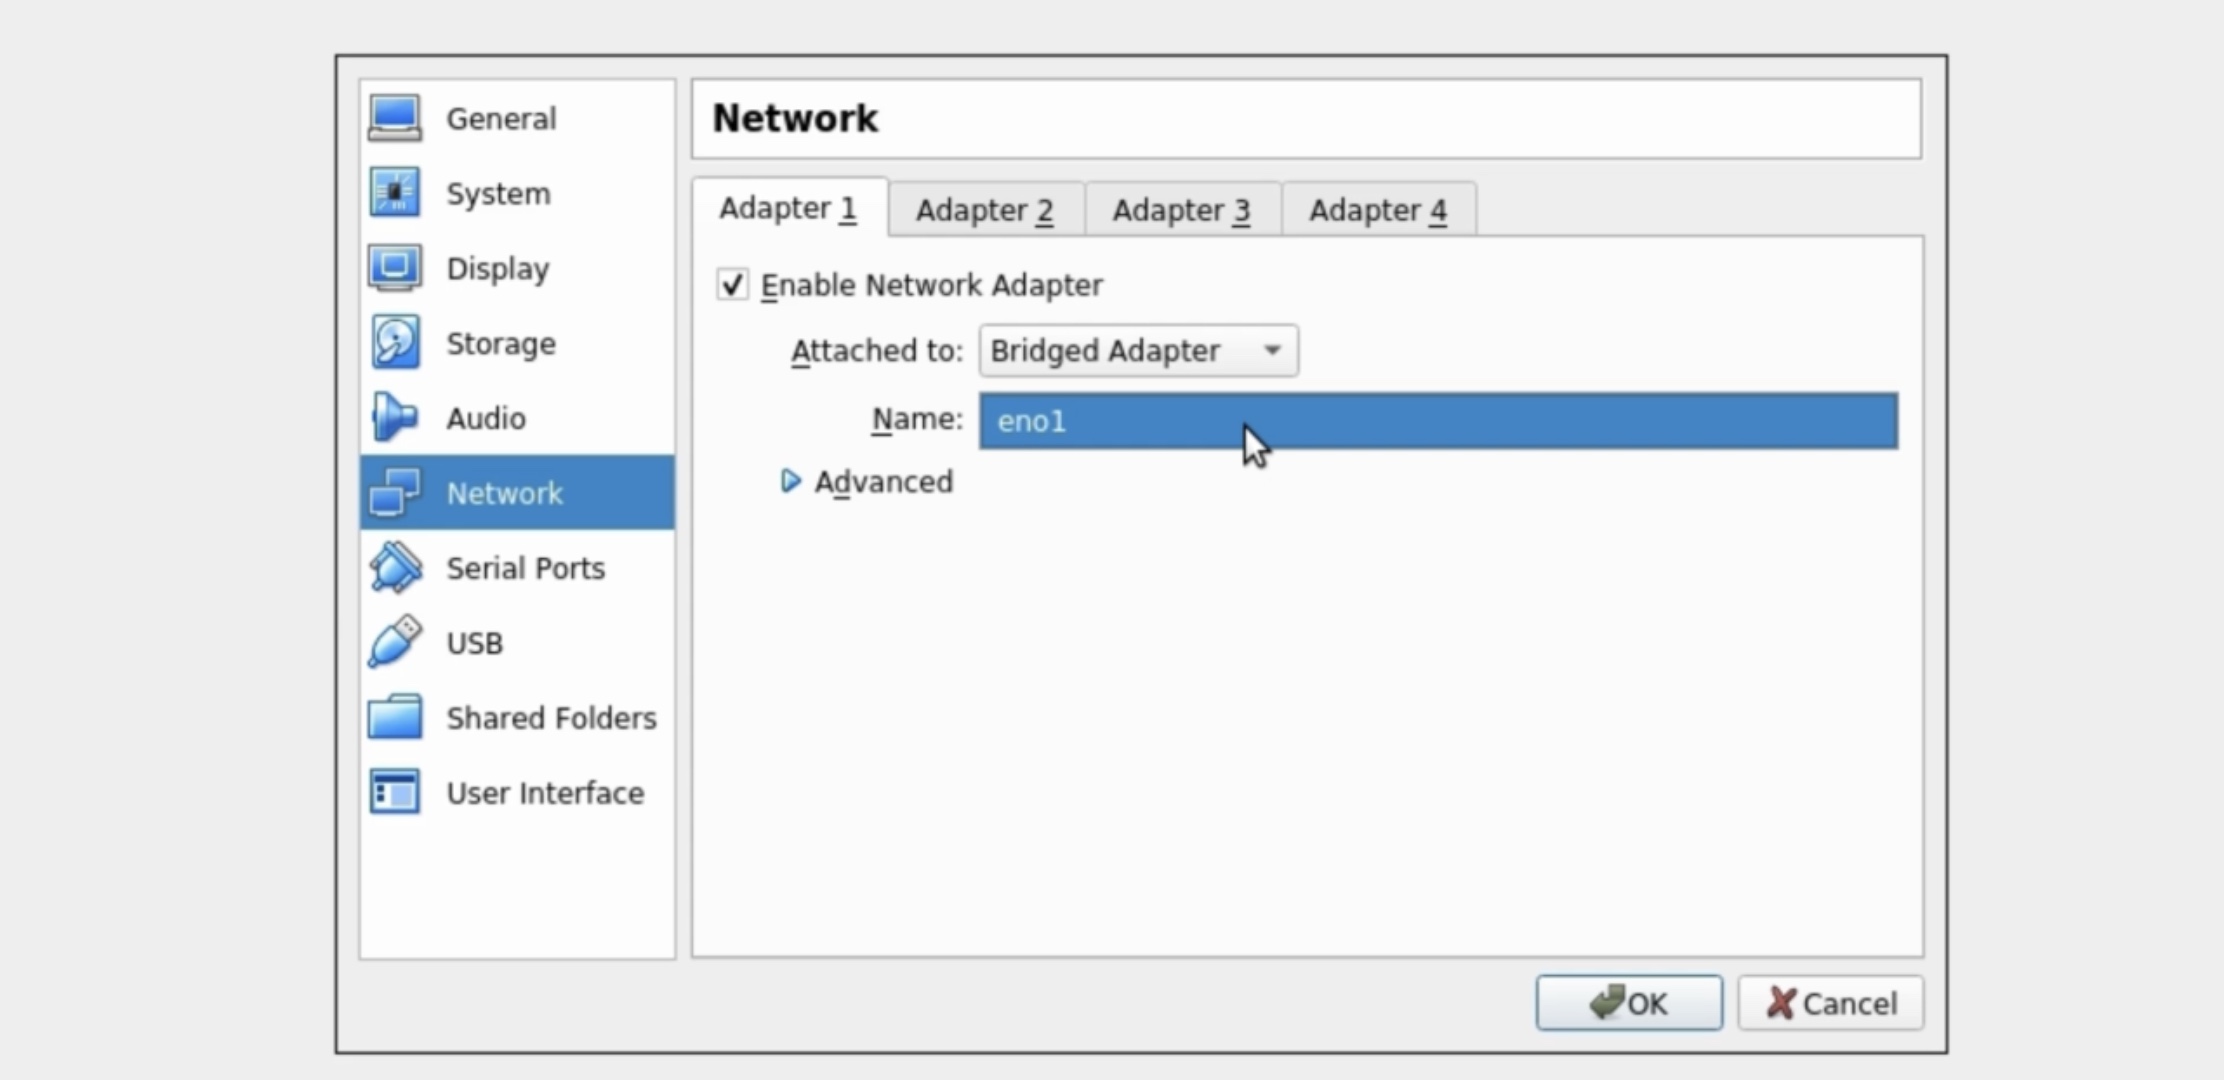 General
System
Display
Storage
Audio
Network
Serial Ports
USB
Shared Folders
User Interface
Network
Adapter 1 Adapter 2 Adapter 3 Adapter 4
Enable Network Adapter
Attached to: Bridged Adapter
Name: eno1
Advanced
OK Cancel